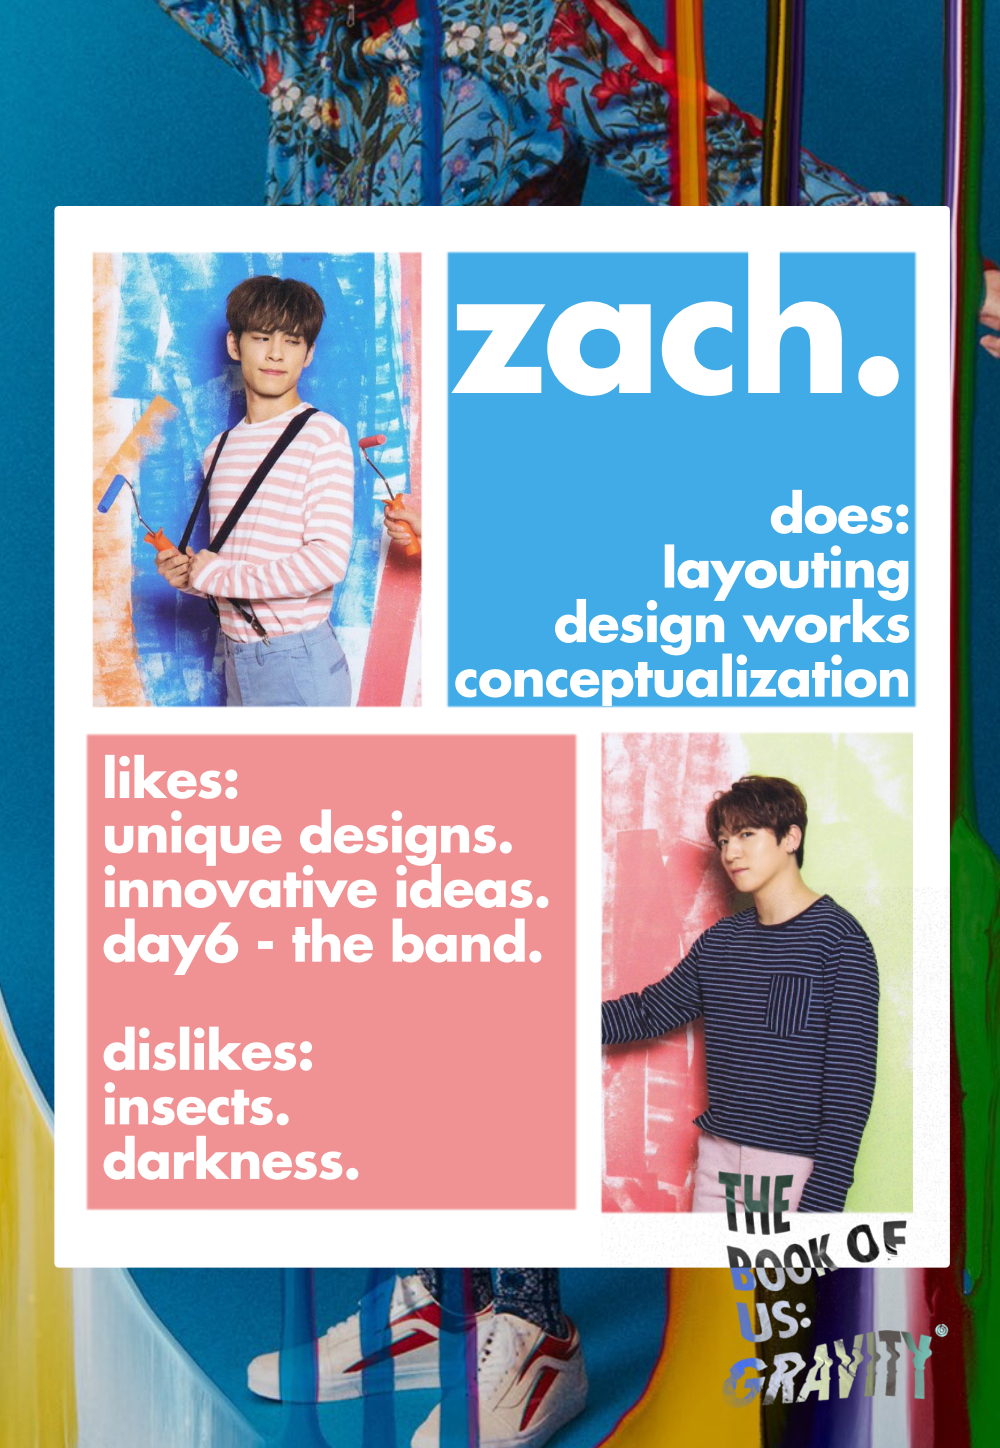 zach.
does:
layouting
design works
conceptualization
likes:
unique designs.
innovative ideas.
day6 - the band.
dislikes:
insects.
darkness.
THE
BOOK OF
US:
GRAVITY